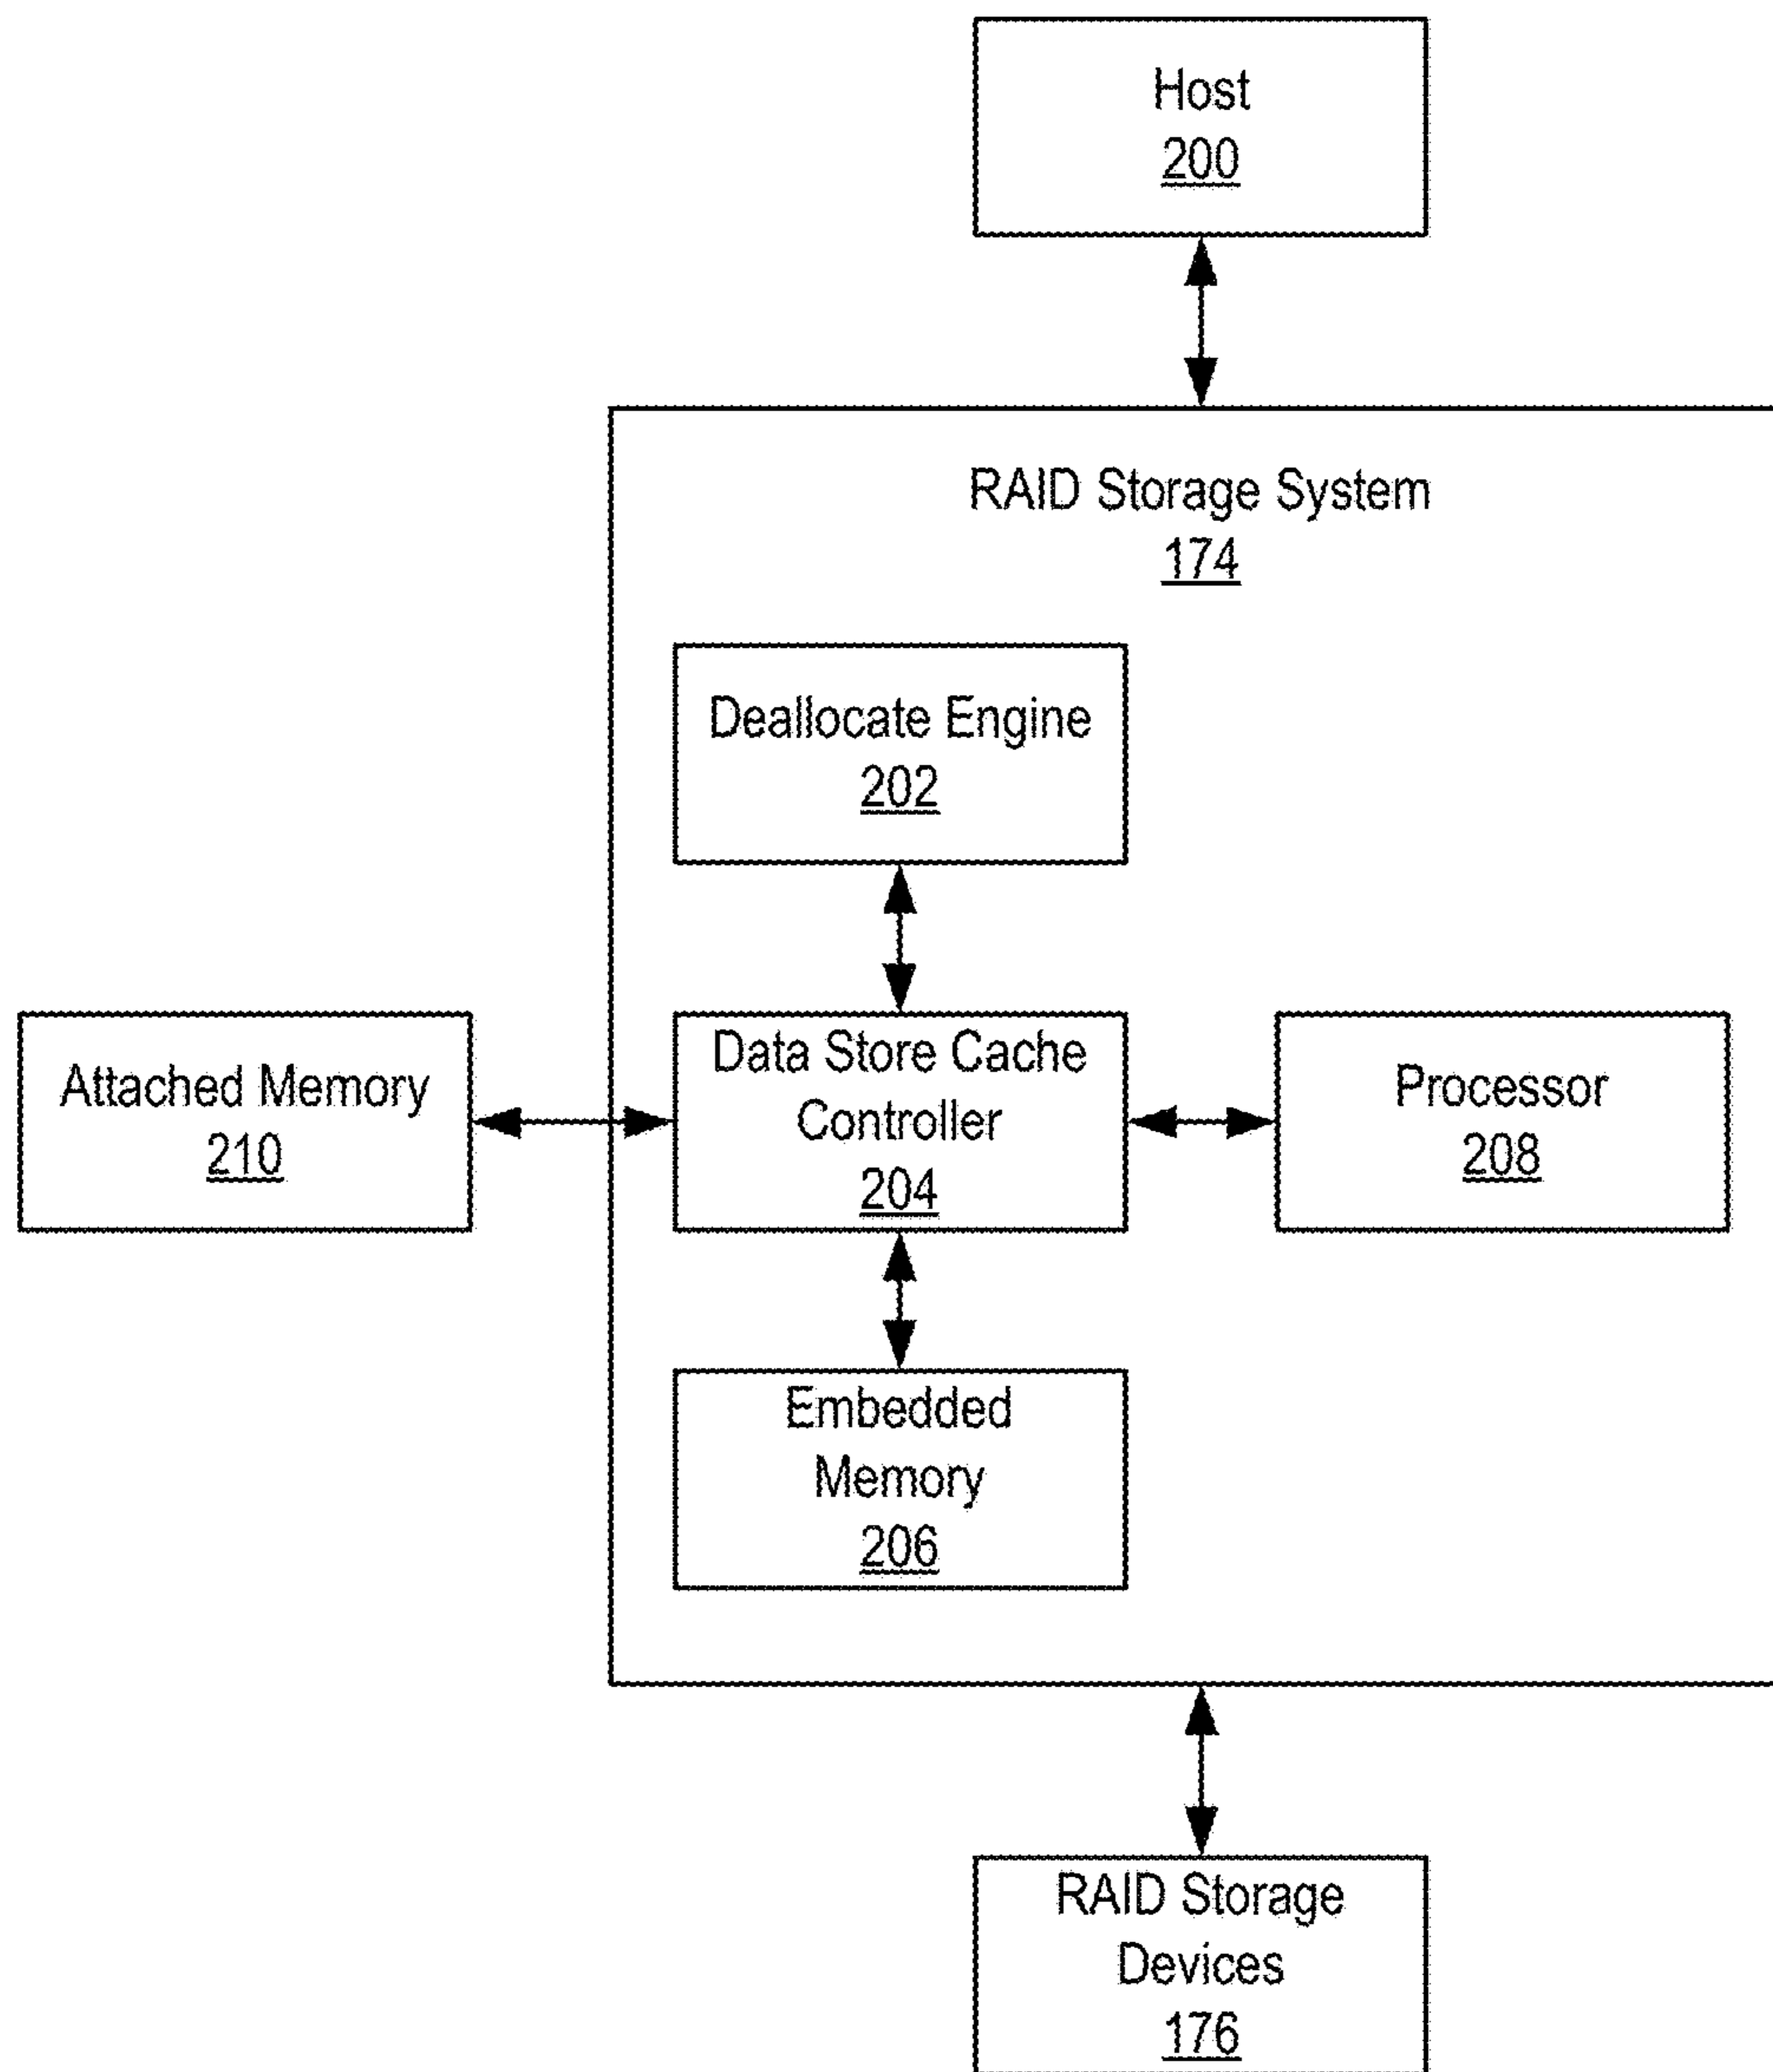 Host
200
RAID Storage System
174
Deallocate Engine
202
Attached Memory
210
Data Store Cache
Controller
204
Processor
208
Embedded
Memory
206
RAID Storage
Devices
176